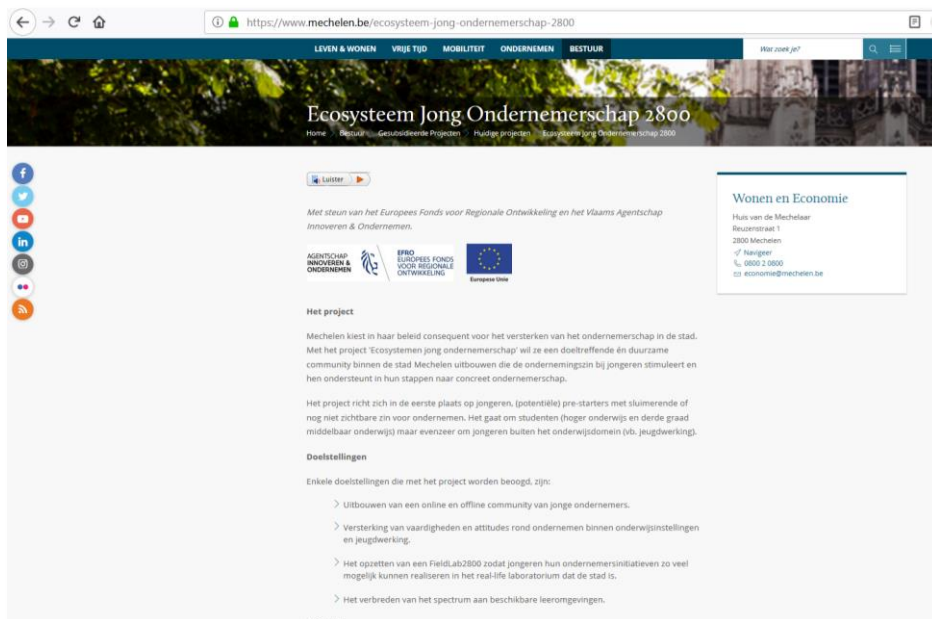 https://www.mechelen.be/ecosysteem-jong-ondernemerschap-2800
LEVEN & WONEN VRIJE TIJD MOBILITEIT ONDERNEMEN BESTUUR
Wat zoek je?
Ecosysteem Jong Ondernemerschap 2800
Home > Bestuur > Gesubsidieerde Projecten > Huidige projecten > Ecosysteem Jong Ondernemerschap 2800
Luister
Met steun van het Europees Fonds voor Regionale Ontwikkeling en het Vlaams Agentschap
Innoveren & Ondernemen.
AGENTSCHAP
INNOVEREN &
ONDERNEMEN
EFRO
EUROPEES FONDS
VOOR REGIONALE
ONTWIKKELING
Europese Unie
Het project
Mechelen kiest in haar beleid consequent voor het versterken van het ondernemerschap in de stad.
Met het project 'Ecosystemen jong ondernemerschap' wil ze een doeltreffende én duurzame
community binnen de stad Mechelen uitbouwen die de ondernemingszin bij jongeren stimuleert en
hen ondersteunt in hun stappen naar concreet ondernemerschap.
Het project richt zich in de eerste plaats op jongeren, (potentiële) pre-starters met sluimerende of
nog niet zichtbare zin voor ondernemen. Het gaat om studenten (hoger onderwijs en derde graad
middelbaar onderwijs) maar evenzeer om jongeren buiten het onderwijsdomein (vb. jeugdwerking).
Doelstellingen
Enkele doelstellingen die met het project worden beoogd, zijn:
> Uitbouwen van een online en offline community van jonge ondernemers.
> Versterking van vaardigheden en attitudes rond ondernemen binnen onderwijsinstellingen
en jeugdwerking.
> Het opzetten van een FieldLab2800 zodat jongeren hun ondernemersinitiatieven zo veel
mogelijk kunnen realiseren in het real-life laboratorium dat de stad is.
> Het verbreden van het spectrum aan beschikbare leeromgevingen.
Wonen en Economie
Huis van de Mechelaar
Reuzenstraat 1
2800 Mechelen
Navigeer
0800 2 0800
economie@mechelen.be